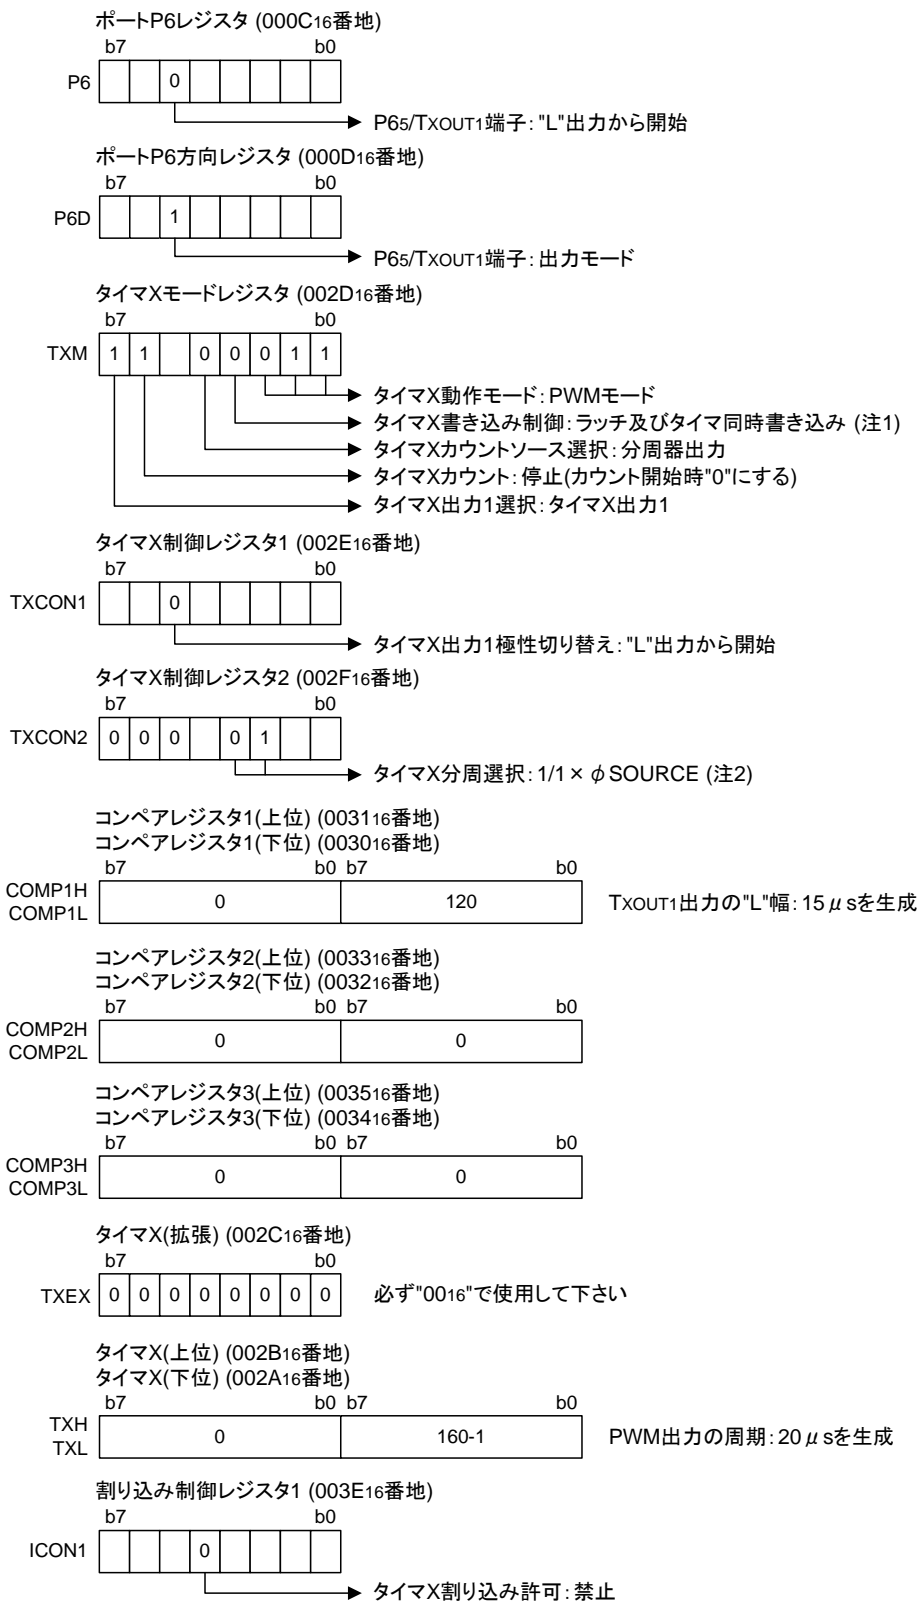 ポートP6レジスタ (000C16番地)
b7 b0
P6 0
P65/TXOUT1端子: "L"出力から開始
ポートP6方向レジスタ (000D16番地)
b7 b0
P6D 1
P65/TXOUT1端子: 出力モード
タイマXモードレジスタ (002D16番地)
b7 b0
TXM 1 1 0 0 0 1 1
タイマX動作モード: PWMモード
タイマX書き込み制御: ラッチ及びタイマ同時書き込み (注1)
タイマXカウントソース選択: 分周器出力
タイマXカウント: 停止(カウント開始時"0"にする)
タイマX出力1選択: タイマX出力1
タイマX制御レジスタ1 (002E16番地)
b7 b0
TXCON1 0
タイマX出力1極性切り替え: "L"出力から開始
タイマX制御レジスタ2 (002F16番地)
b7 b0
TXCON2 0 0 0 0 1
タイマX分周選択: 1/1× φSOURCE (注2)
コンペアレジスタ1(上位) (003116番地)
コンペアレジスタ1(下位) (003016番地)
b7 b0 b7 b0
COMP1H
COMP1L
0 120 TXOUT1出力の"L"幅: 15μsを生成
コンペアレジスタ2(上位) (003316番地)
コンペアレジスタ2(下位) (003216番地)
b7 b0 b7 b0
COMP2H
COMP2L
0 0
コンペアレジスタ3(上位) (003516番地)
コンペアレジスタ3(下位) (003416番地)
b7 b0 b7 b0
COMP3H
COMP3L
0 0
タイマX(拡張) (002C16番地)
b7 b0
TXEX 0 0 0 0 0 0 0 0 必ず"0016"で使用して下さい
タイマX(上位) (002B16番地)
タイマX(下位) (002A16番地)
b7 b0 b7 b0
TXH
TXL
0 160-1 PWM出力の周期: 20μsを生成
割り込み制御レジスタ1 (003E16番地)
b7 b0
ICON1 0
タイマX割り込み許可: 禁止